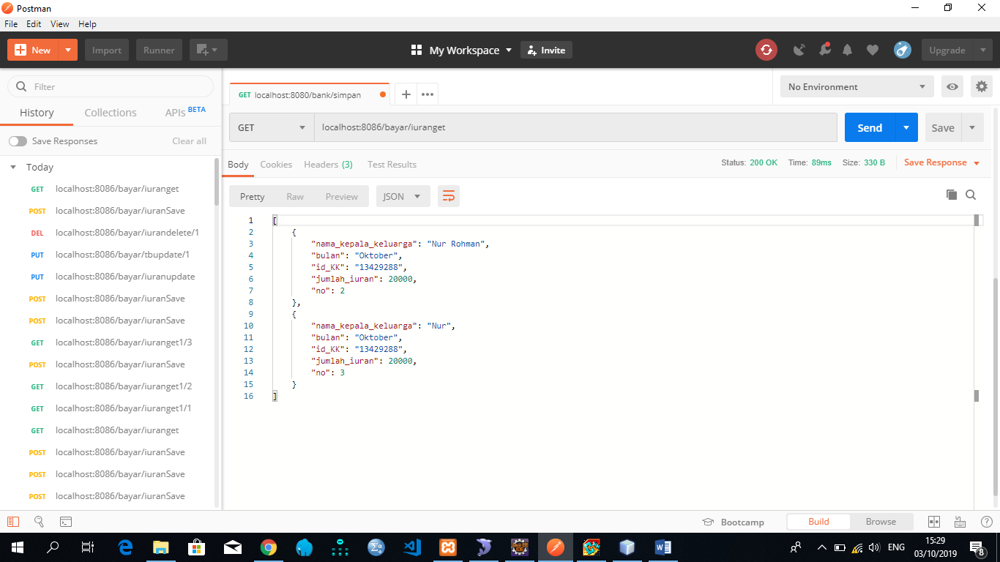 Postman
File Edit View Help
New Import Runner My Workspace Invite Upgrade
Filter
History Collections APIs BETA
Save Responses Clear all
Today
GET localhost:8086/bayar/iuranget
POST localhost:8086/bayar/iuranSave
DEL localhost:8086/bayar/iurandelete/1
PUT localhost:8086/bayar/tbupdate/1
PUT localhost:8086/bayar/iuranupdate
POST localhost:8086/bayar/iuranSave
POST localhost:8086/bayar/iuranSave
GET localhost:8086/bayar/iuranget1/3
POST localhost:8086/bayar/iuranSave
GET localhost:8086/bayar/iuranget1/2
GET localhost:8086/bayar/iuranget1/1
GET localhost:8086/bayar/iuranget
POST localhost:8086/bayar/iuranSave
POST localhost:8086/bayar/iuranSave
POST localhost:8086/bayar/iuranSave
GET localhost:8080/bank/simpan
No Environment
GET localhost:8086/bayar/iuranget Send Save
Body Cookies Headers (3) Test Results Status: 200 OK Time: 89ms Size: 330 B Save Response
Pretty Raw Preview JSON
1 [
2 {
3 "nama_kepala_keluarga": "Nur Rohman",
4 "bulan": "Oktober",
5 "id_KK": "13429288",
6 "jumlah_iuran": 20000,
7 "no": 2
8 },
9 {
10 "nama_kepala_keluarga": "Nur",
11 "bulan": "Oktober",
12 "id_KK": "13429288",
13 "jumlah_iuran": 20000,
14 "no": 3
15 }
16 ]
Bootcamp Build Browse
ENG 15:29
03/10/2019 8